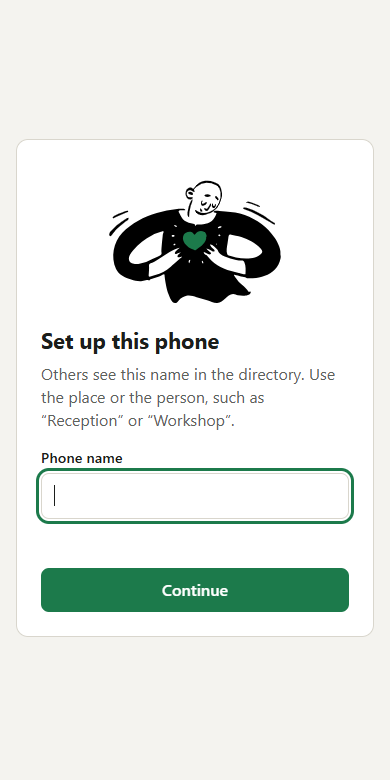 Set up this phone
Others see this name in the directory. Use
the place or the person, such as
“Reception” or “Workshop”.
Phone name
Continue